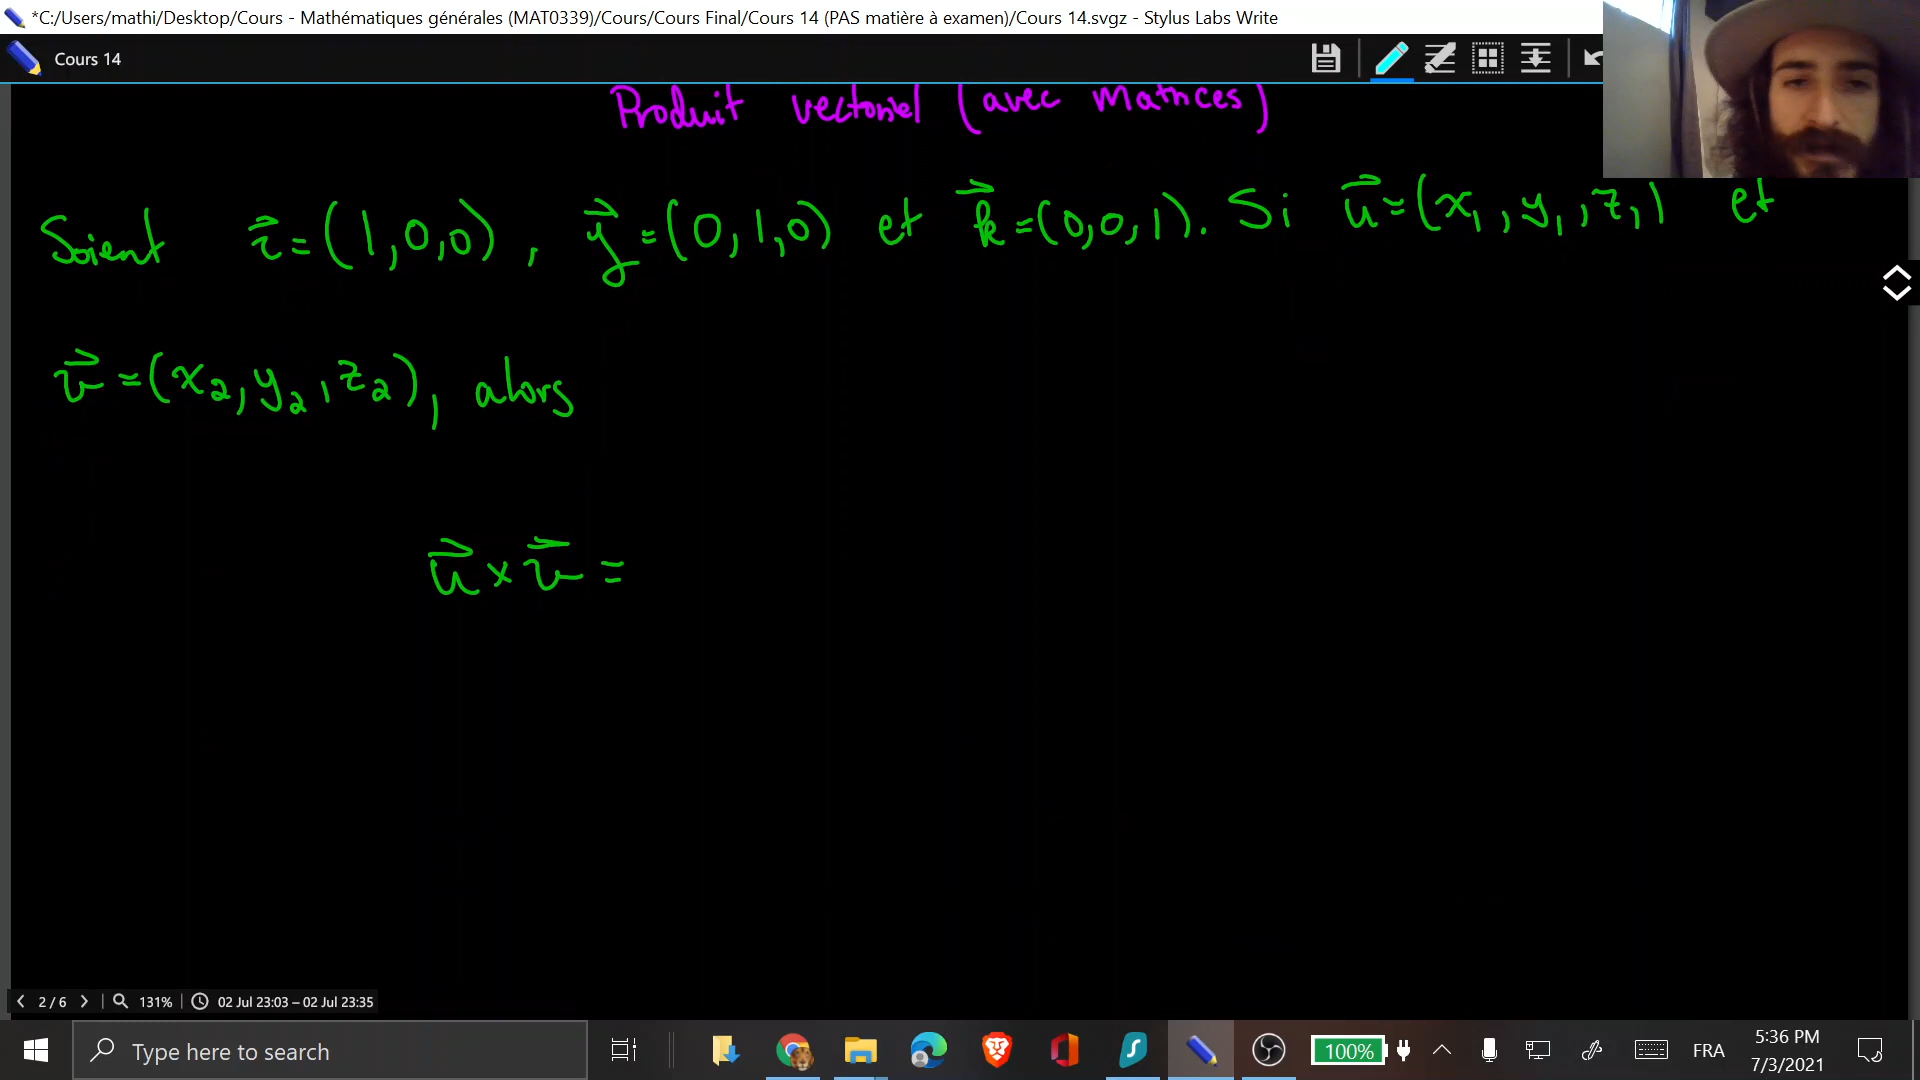 *C:/Users/mathi/Desktop/Cours - Mathématiques générales (MAT0339)/Cours/Cours Final/Cours 14 (PAS matière à examen)/Cours 14.svgz - Stylus Labs Write
Cours 14
Produit vectoriel (avec matrices)
Soient i⃗=(1,0,0), j⃗=(0,1,0) et k⃗=(0,0,1). Si u⃗=(x₁,y₁,z₁) et
v⃗=(x₂,y₂,z₂), alors
u⃗×v⃗=
2 / 6 131% 02 Jul 23:03 – 02 Jul 23:35
Type here to search
100%
FRA
5:36 PM
7/3/2021